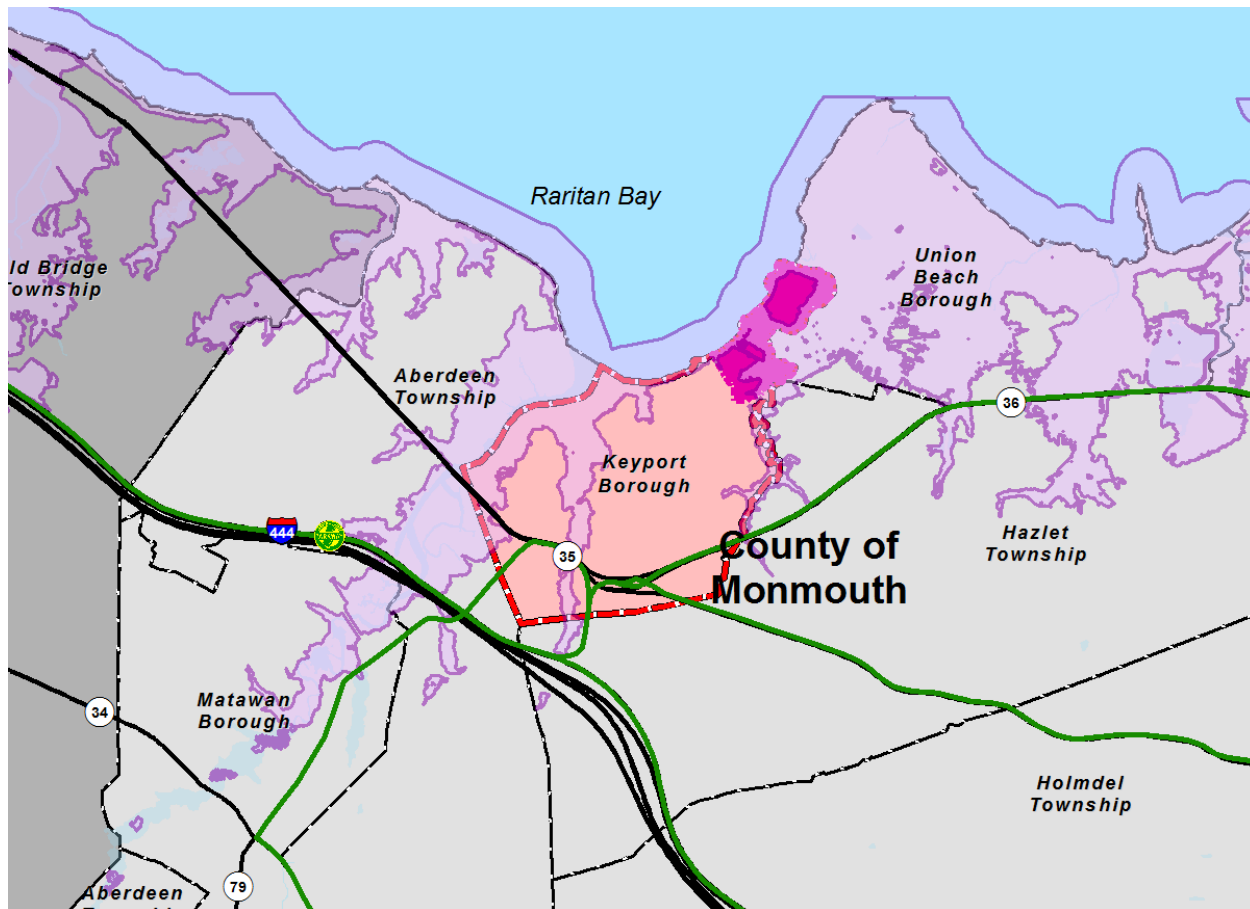 Raritan Bay
ld Bridge
Township
Union
Beach
Borough
Aberdeen
Township
36
Keyport
Borough
444
35
County of
Monmouth
Hazlet
Township
Matawan
Borough
34
Holmdel
Township
79
Aberdeen